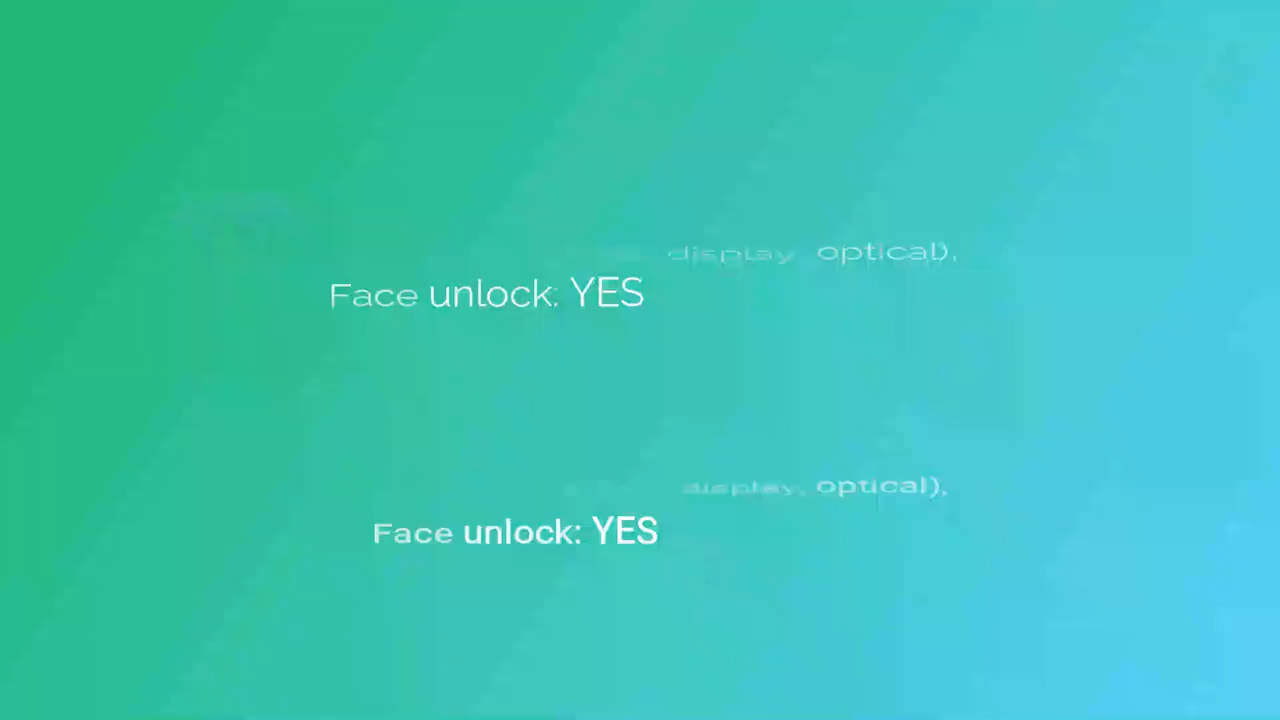 display, optical),
Face unlock: YES
display, optical),
Face unlock: YES